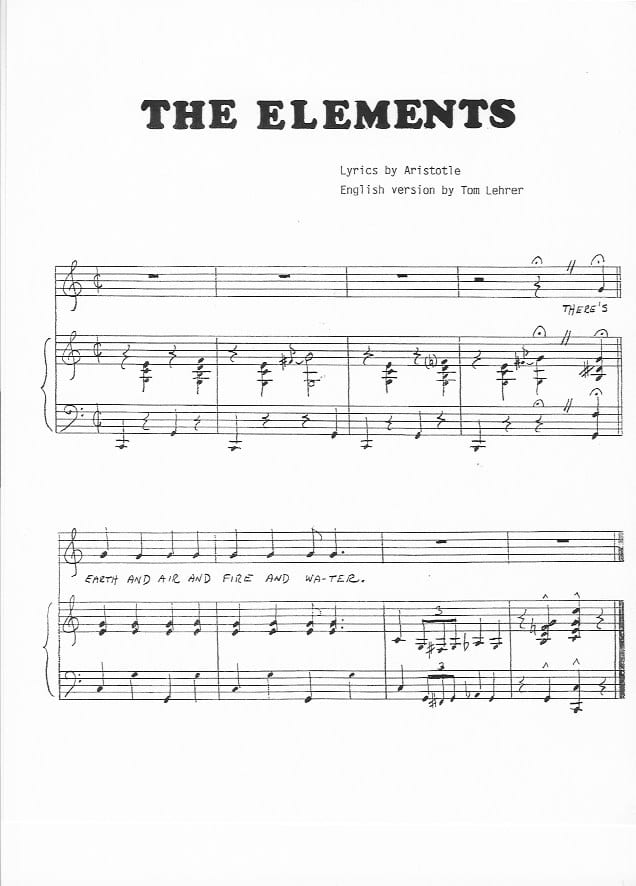 THE ELEMENTS
Lyrics by Aristotle
English version by Tom Lehrer
THERE'S
EARTH AND AIR AND FIRE AND WA-TER.
3
3